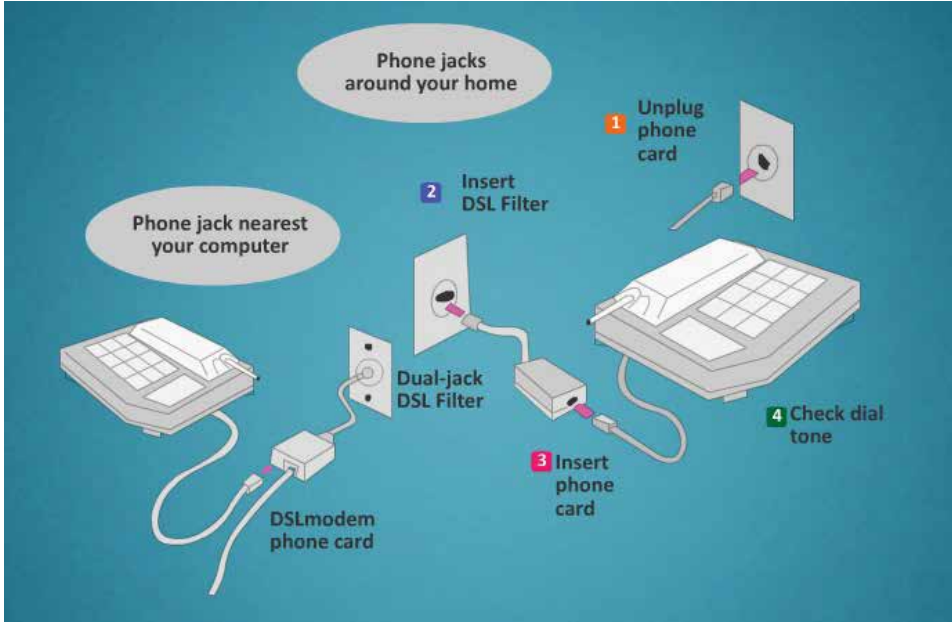 Phone jacks
around your home
1 Unplug
phone
card
2 Insert
DSL Filter
Phone jack nearest
your computer
Dual-jack
DSL Filter
4 Check dial
tone
3 Insert
phone
card
DSLmodem
phone card